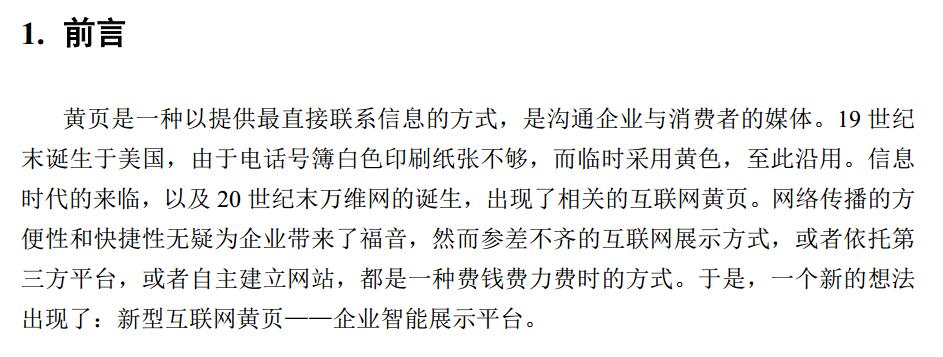 1. 前言
黄页是一种以提供最直接联系信息的方式，是沟通企业与消费者的媒体。19 世纪
末诞生于美国，由于电话号簿白色印刷纸张不够，而临时采用黄色，至此沿用。信息
时代的来临，以及 20 世纪末万维网的诞生，出现了相关的互联网黄页。网络传播的方
便性和快捷性无疑为企业带来了福音，然而参差不齐的互联网展示方式，或者依托第
三方平台，或者自主建立网站，都是一种费钱费力费时的方式。于是，一个新的想法
出现了：新型互联网黄页——企业智能展示平台。